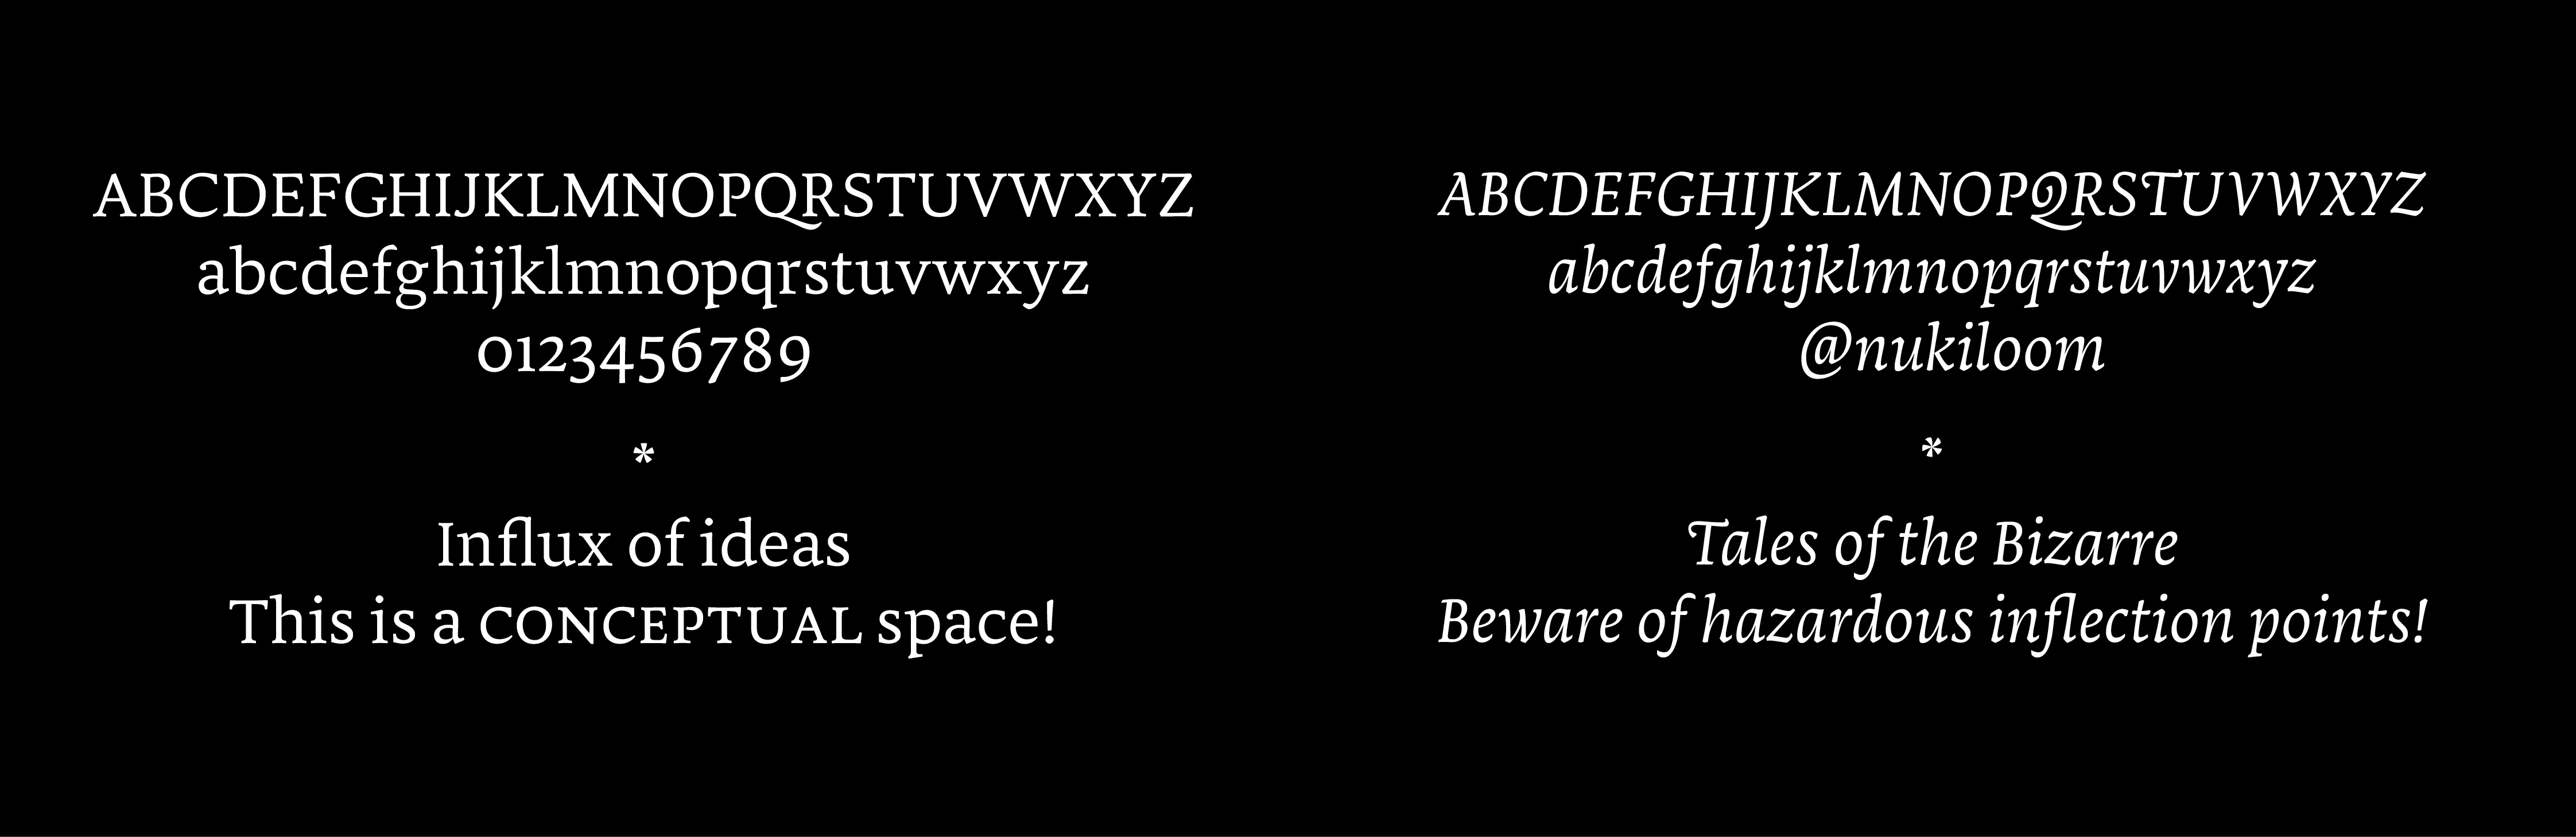 ABCDEFGHIJKLMNOPQRSTUVWXYZ
abcdefghijklmnopqrstuvwxyz
0123456789
*
Influx of ideas
This is a CONCEPTUAL space!
ABCDEFGHIJKLMNOPQRSTUVWXYZ
abcdefghijklmnopqrstuvwxyz
@nukiloom
*
Tales of the Bizarre
Beware of hazardous inflection points!